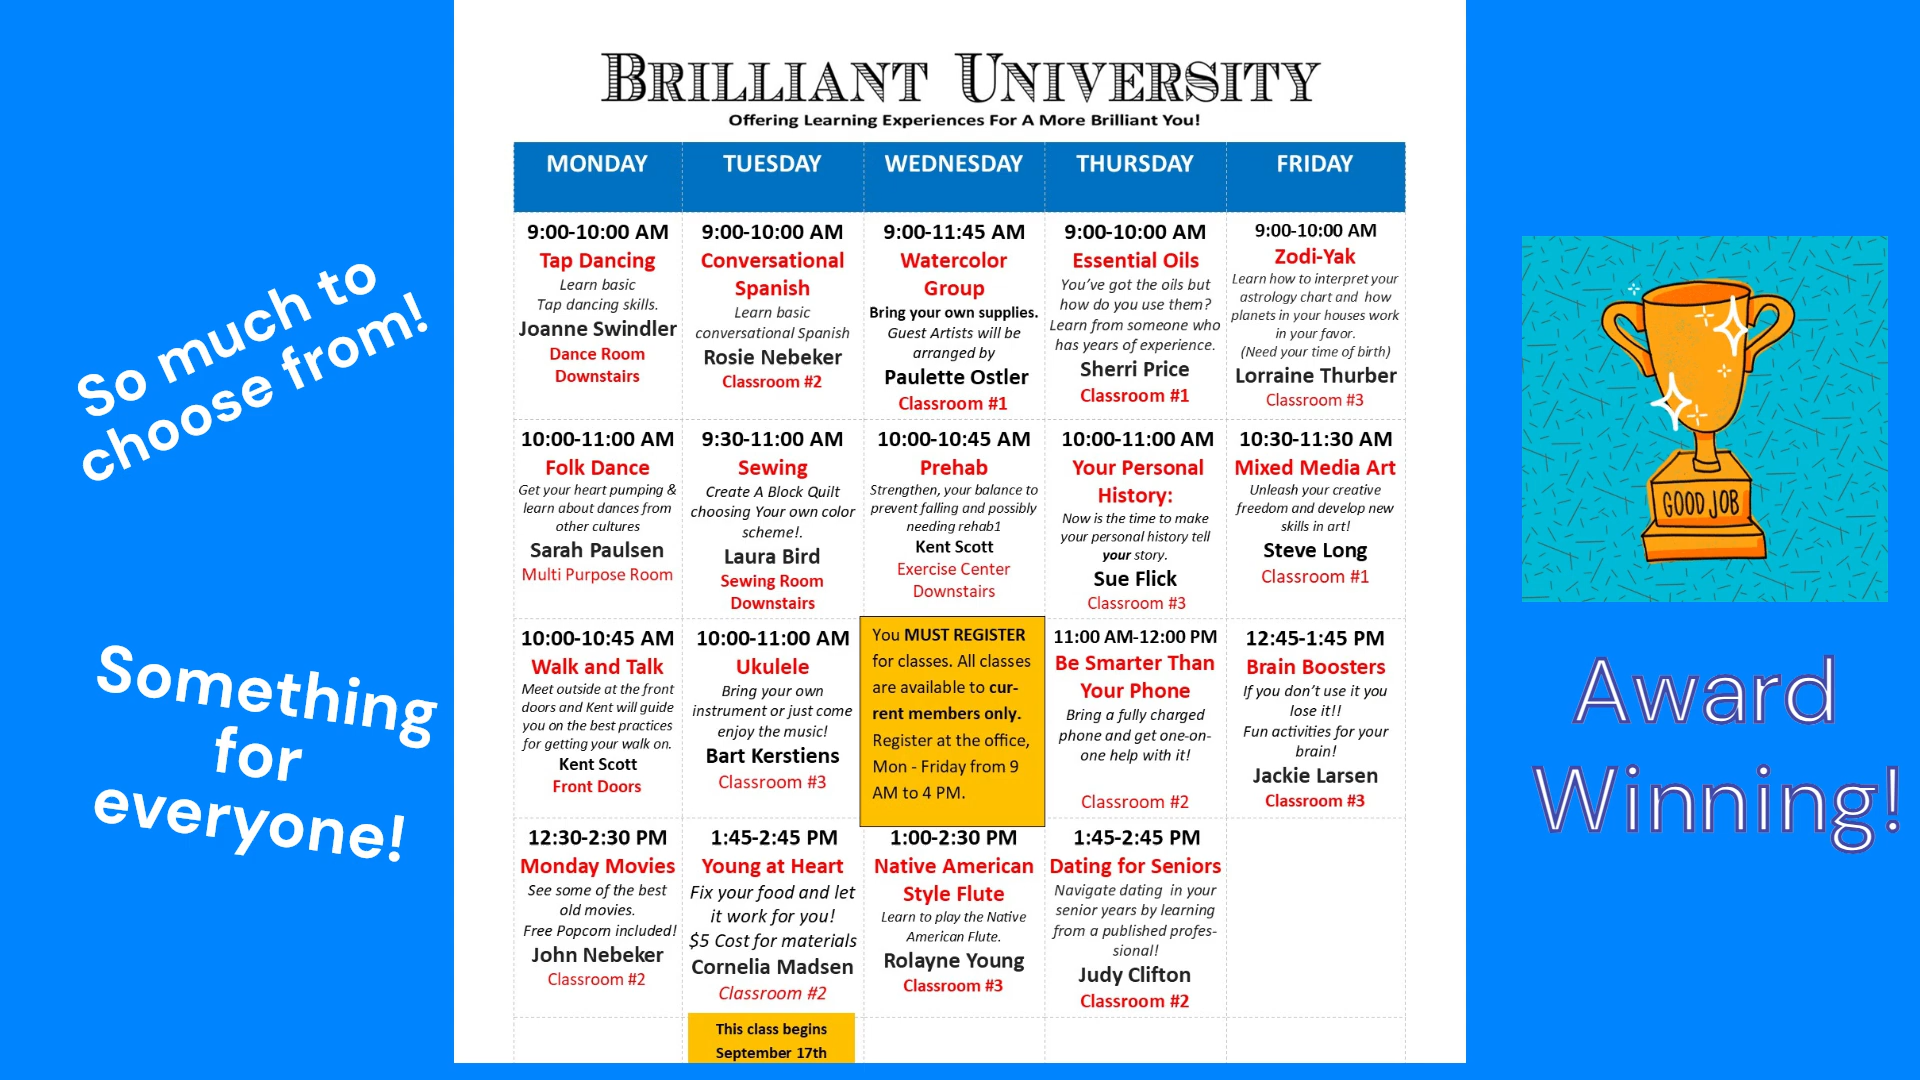 So much to
choose from!
Something
for
everyone!
BRILLIANT UNIVERSITY
Offering Learning Experiences For A More Brilliant You!
MONDAY
TUESDAY
WEDNESDAY
THURSDAY
FRIDAY
9:00-10:00 AM
Tap Dancing
Learn basic
Tap dancing skills.
Joanne Swindler
Dance Room
Downstairs
9:00-10:00 AM
Conversational
Spanish
Learn basic
conversational Spanish
Rosie Nebeker
Classroom #2
9:00-11:45 AM
Watercolor
Group
Bring your own supplies.
Guest Artists will be
arranged by
Paulette Ostler
Classroom #1
9:00-10:00 AM
Essential Oils
You've got the oils but
how do you use them?
Learn from someone who
has years of experience.
Sherri Price
Classroom #1
9:00-10:00 AM
Zodi-Yak
Learn how to interpret your
astrology chart and how
planets in your houses work
in your favor.
(Need your time of birth)
Lorraine Thurber
Classroom #3
10:00-11:00 AM
Folk Dance
Get your heart pumping &
learn about dances from
other cultures
Sarah Paulsen
Multi Purpose Room
9:30-11:00 AM
Sewing
Create A Block Quilt
choosing Your own color
scheme!.
Laura Bird
Sewing Room
Downstairs
10:00-10:45 AM
Prehab
Strengthen, your balance to
prevent falling and possibly
needing rehab1
Kent Scott
Exercise Center
Downstairs
10:00-11:00 AM
Your Personal
History:
Now is the time to make
your personal history tell
your story.
Sue Flick
Classroom #3
10:30-11:30 AM
Mixed Media Art
Unleash your creative
freedom and develop new
skills in art!
Steve Long
Classroom #1
10:00-10:45 AM
Walk and Talk
Meet outside at the front
doors and Kent will guide
you on the best practices
for getting your walk on.
Kent Scott
Front Doors
10:00-11:00 AM
Ukulele
Bring your own
instrument or just come
enjoy the music!
Bart Kerstiens
Classroom #3
You MUST REGISTER
for classes. All classes
are available to cur-
rent members only.
Register at the office,
Mon - Friday from 9
AM to 4 PM.
11:00 AM-12:00 PM
Be Smarter Than
Your Phone
Bring a fully charged
phone and get one-on-
one help with it!
Classroom #2
12:45-1:45 PM
Brain Boosters
If you don't use it you
lose it!!
Fun activities for your
brain!
Jackie Larsen
Classroom #3
12:30-2:30 PM
Monday Movies
See some of the best
old movies.
Free Popcorn included!
John Nebeker
Classroom #2
1:45-2:45 PM
Young at Heart
Fix your food and let
it work for you!
$5 Cost for materials
Cornelia Madsen
Classroom #2
1:00-2:30 PM
Native American
Style Flute
Learn to play the Native
American Flute.
Rolayne Young
Classroom #3
1:45-2:45 PM
Dating for Seniors
Navigate dating in your
senior years by learning
from a published profes-
sional!
Judy Clifton
Classroom #2
This class begins
September 17th
GOOD JOB
Award
Winning!